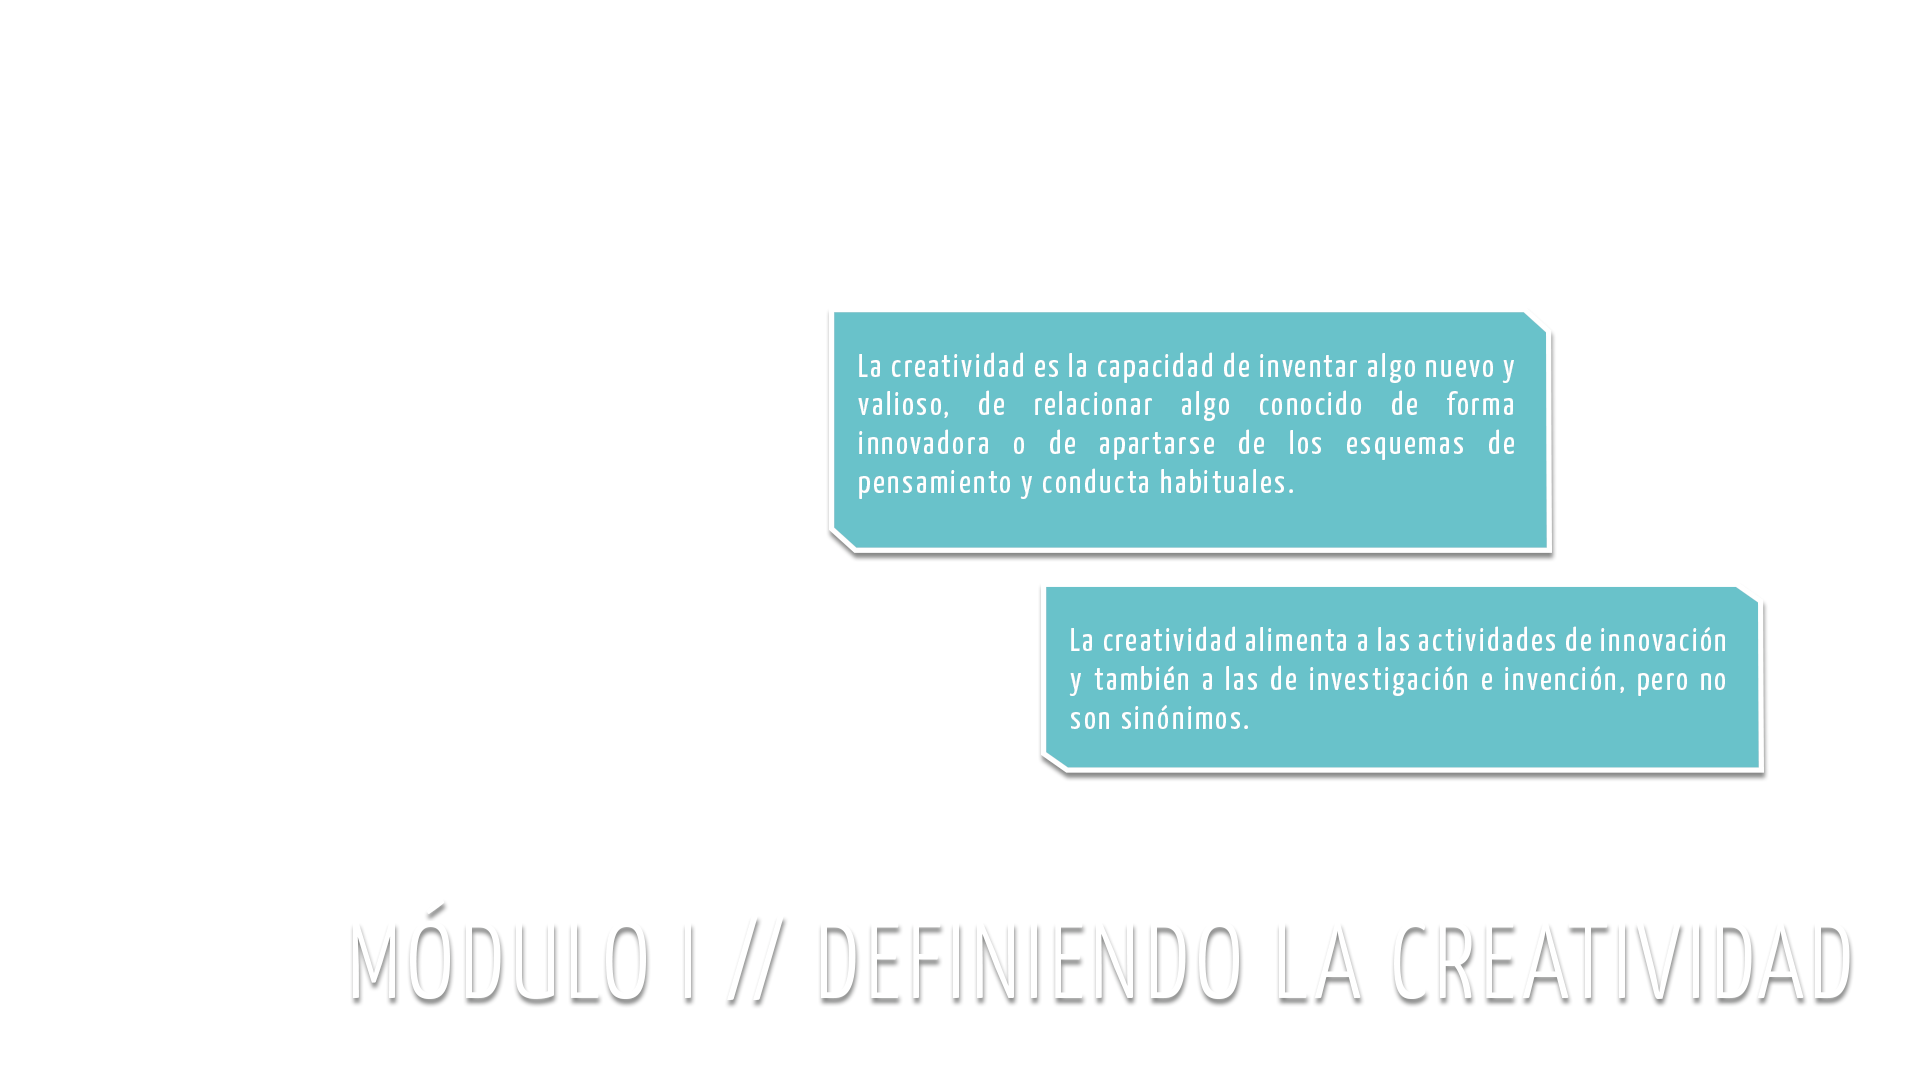 La creatividad es la capacidad de inventar algo nuevo y
valioso, de relacionar algo conocido de forma
innovadora o de apartarse de los esquemas de
pensamiento y conducta habituales.
La creatividad alimenta a las actividades de innovación
y también a las de investigación e invención, pero no
son sinónimos.
MÓDULO I // DEFINIENDO LA CREATIVIDAD